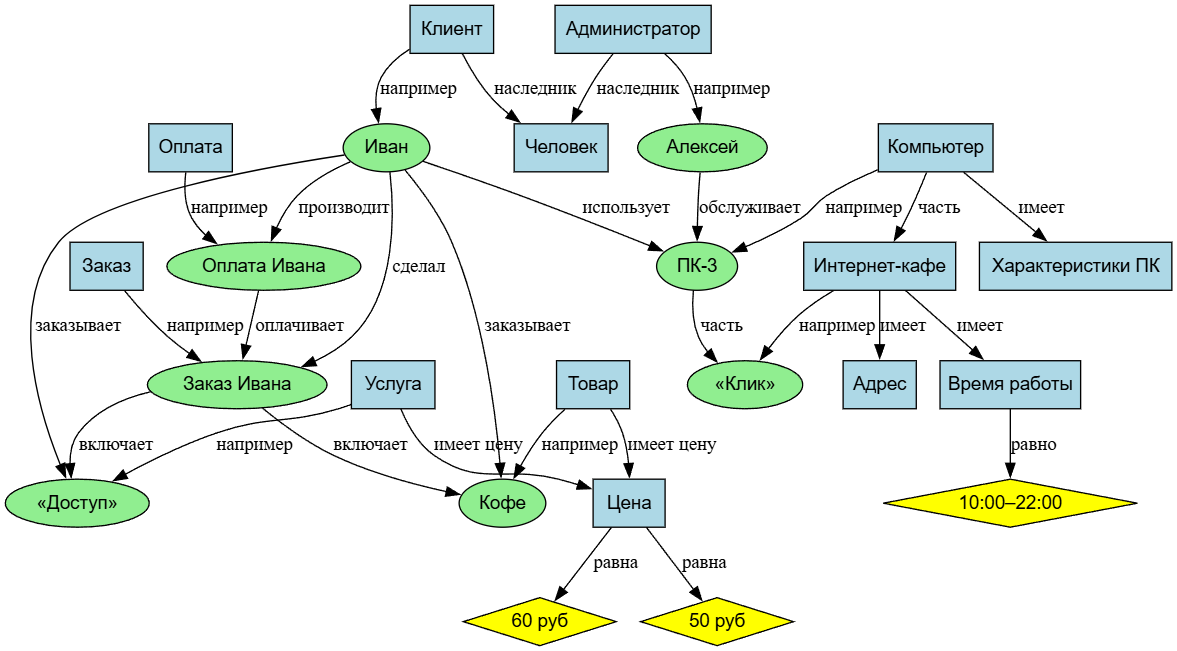 Клиент
Администратор
например
наследник
наследник
например
Оплата
Иван
Человек
Алексей
Компьютер
например
производит
использует
обслуживает
например
часть
имеет
Заказ
Оплата Ивана
сделал
ПК-3
Интернет-кафе
Характеристики ПК
заказывает
например
оплачивает
заказывает
часть
например
имеет
имеет
Заказ Ивана
Услуга
Товар
«Клик»
Адрес
Время работы
включает
например
включает
имеет цену
например
имеет цену
равно
«Доступ»
Кофе
Цена
10:00–22:00
равна
равна
60 руб
50 руб